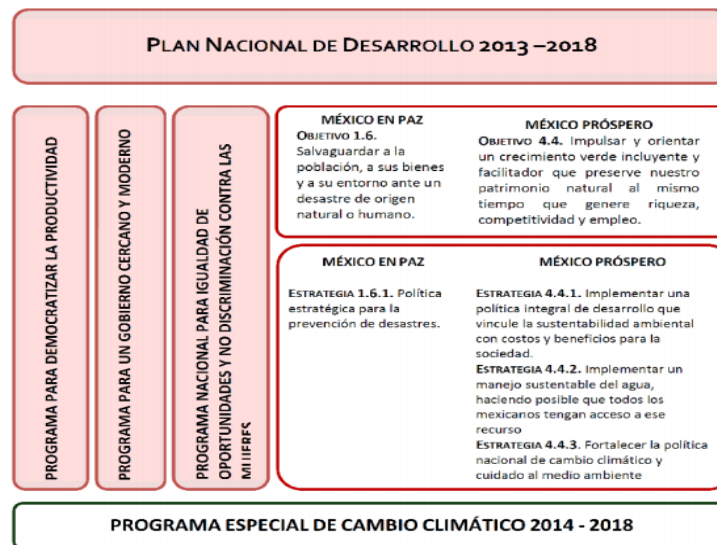 PLAN NACIONAL DE DESARROLLO 2013 –2018
PROGRAMA PARA DEMOCRATIZAR LA PRODUCTIVIDAD
PROGRAMA PARA UN GOBIERNO CERCANO Y MODERNO
PROGRAMA NACIONAL PARA IGUALDAD DE
OPORTUNIDADES Y NO DISCRIMINACIÓN CONTRA LAS
MUJERES
MÉXICO EN PAZ
OBJETIVO 1.6.
Salvaguardar a la
población, a sus bienes
y a su entorno ante un
desastre de origen
natural o humano.
MÉXICO PRÓSPERO
OBJETIVO 4.4. Impulsar y orientar
un crecimiento verde incluyente y
facilitador que preserve nuestro
patrimonio natural al mismo
tiempo que genere riqueza,
competitividad y empleo.
MÉXICO EN PAZ
ESTRATEGIA 1.6.1. Política
estratégica para la
prevención de desastres.
MÉXICO PRÓSPERO
ESTRATEGIA 4.4.1. Implementar una
política integral de desarrollo que
vincule la sustentabilidad ambiental
con costos y beneficios para la
sociedad.
ESTRATEGIA 4.4.2. Implementar un
manejo sustentable del agua,
haciendo posible que todos los
mexicanos tengan acceso a ese
recurso
ESTRATEGIA 4.4.3. Fortalecer la política
nacional de cambio climático y
cuidado al medio ambiente
PROGRAMA ESPECIAL DE CAMBIO CLIMÁTICO 2014 - 2018